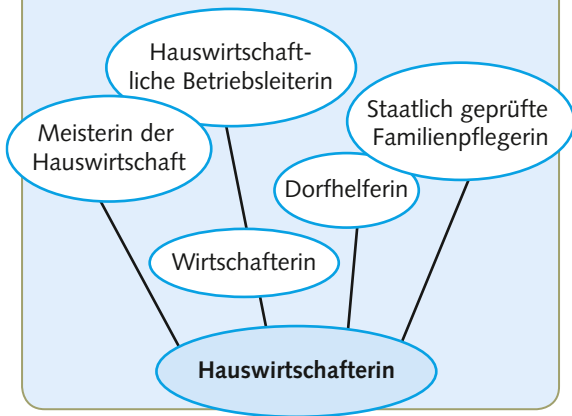 Hauswirtschaft-
liche Betriebsleiterin
Staatlich geprüfte
Familienpflegerin
Meisterin der
Hauswirtschaft
Dorfhelferin
Wirtschafterin
Hauswirtschafterin